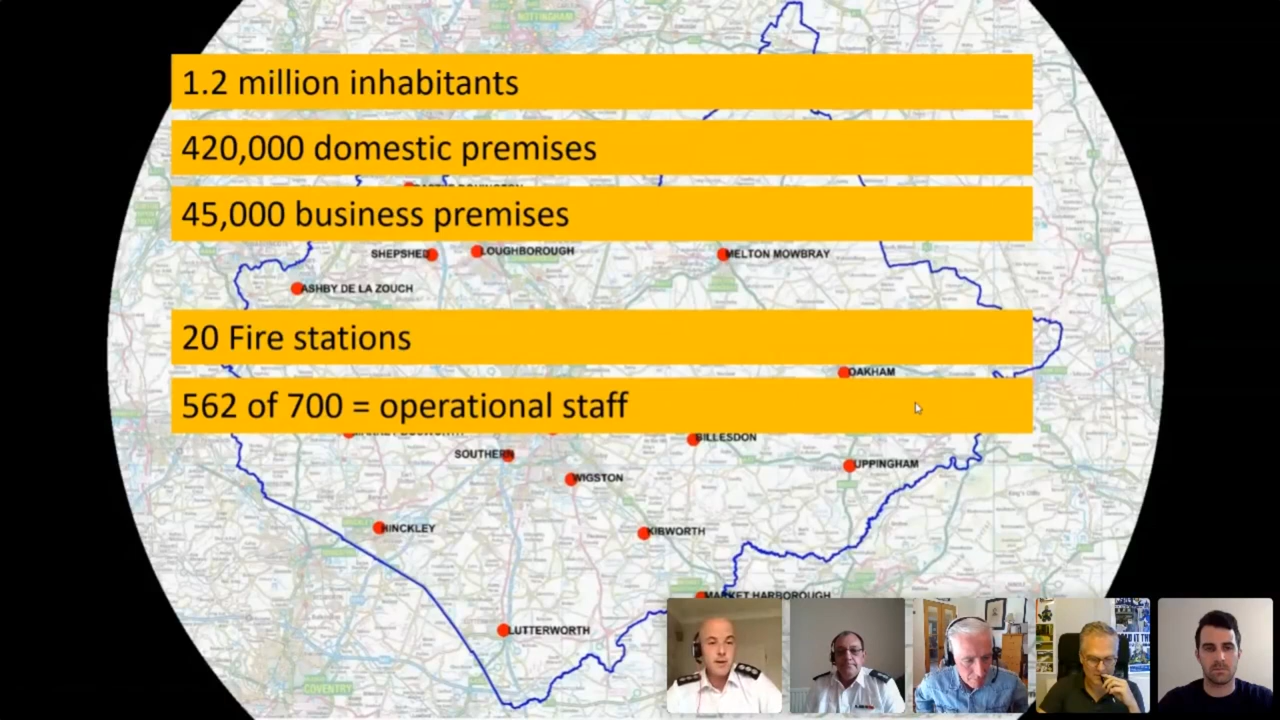 NOTTINGHAM
1.2 million inhabitants
420,000 domestic premises
45,000 business premises
SHEPSHED
LOUGHBOROUGH
MELTON MOWBRAY
ASHBY DE LA ZOUCH
20 Fire stations
OAKHAM
562 of 700 = operational staff
BILLESDON
SOUTHERN
UPPINGHAM
WIGSTON
HINCKLEY
KIBWORTH
MARKET HARBOROUGH
LUTTERWORTH
COVENTRY